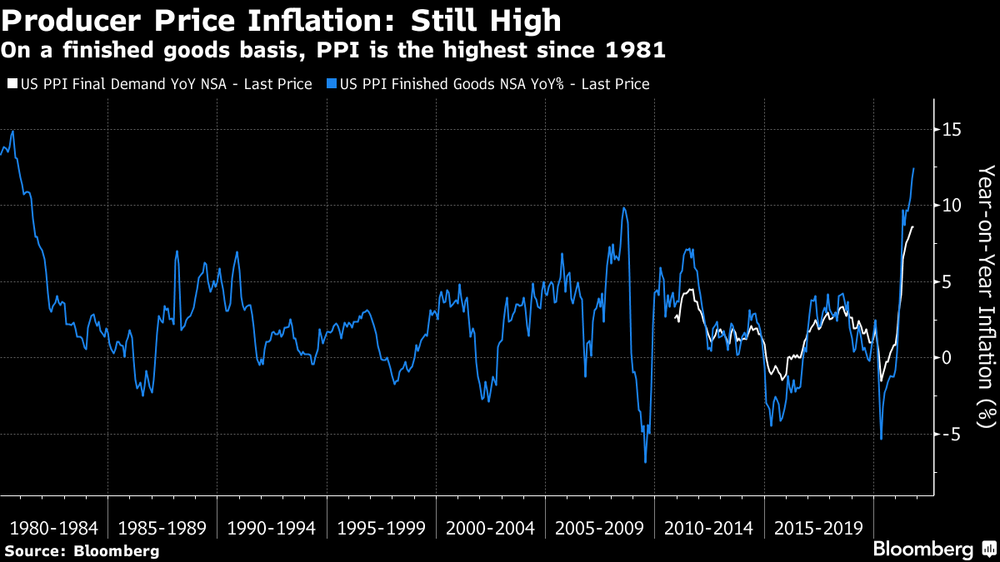 Producer Price Inflation: Still High
On a finished goods basis, PPI is the highest since 1981
US PPI Final Demand YoY NSA - Last Price US PPI Finished Goods NSA YoY% - Last Price
15
10
5
0
-5
Year-on-Year Inflation (%)
1980-1984 1985-1989 1990-1994 1995-1999 2000-2004 2005-2009 2010-2014 2015-2019
Source: Bloomberg
Bloomberg